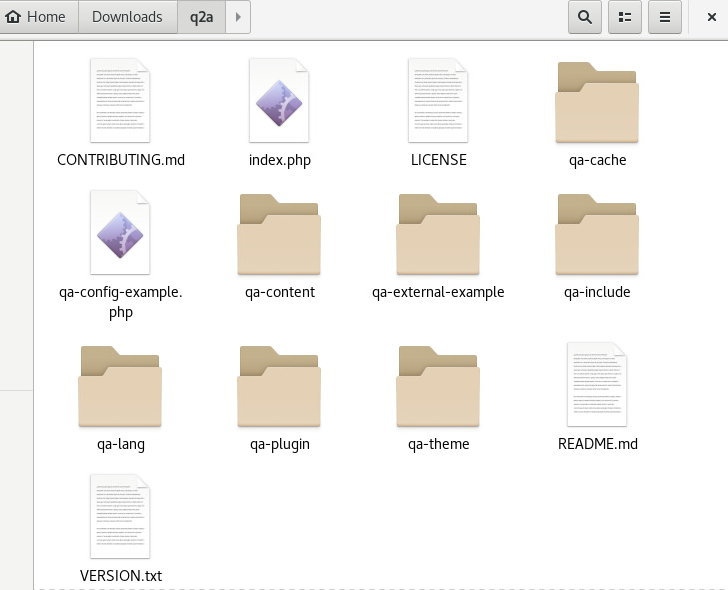 Home Downloads q2a
CONTRIBUTING.md index.php LICENSE qa-cache
qa-config-example.
php
qa-content qa-external-example qa-include
qa-lang qa-plugin qa-theme README.md
VERSION.txt